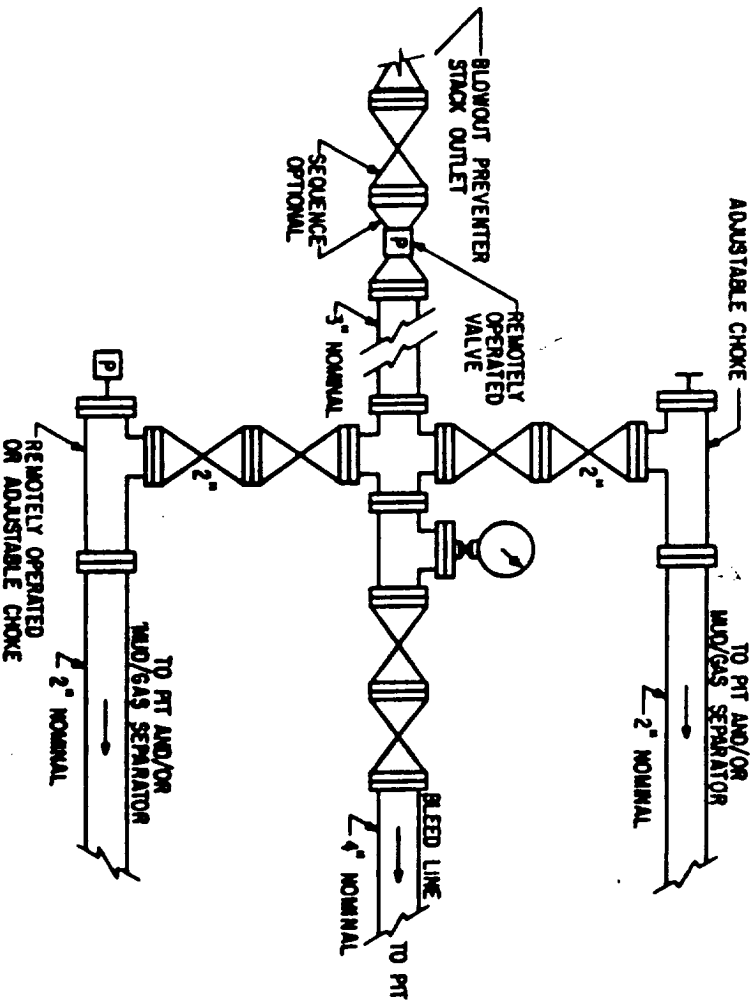 BLOWOUT PREVENTER
STACK OUTLET
SEQUENCE
OPTIONAL
P
REMOTELY
OPERATED
VALVE
3" NOMINAL
ADJUSTABLE CHOKE
2"
TO PIT AND/OR
MUD/GAS SEPARATOR
2" NOMINAL
BLEED LINE
4" NOMINAL
TO PIT
2"
P
REMOTELY OPERATED
OR ADJUSTABLE CHOKE
TO PIT AND/OR
MUD/GAS SEPARATOR
2" NOMINAL